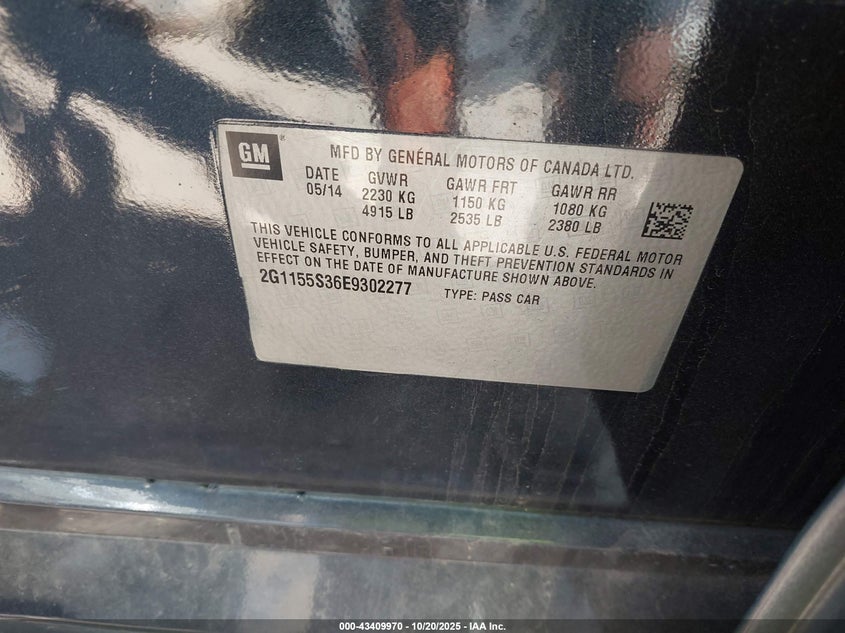 GM®
MFD BY GENERAL MOTORS OF CANADA LTD.
DATE GVWR GAWR FRT GAWR RR
05/14 2230 KG 1150 KG 1080 KG
4915 LB 2535 LB 2380 LB
THIS VEHICLE CONFORMS TO ALL APPLICABLE U.S. FEDERAL MOTOR
VEHICLE SAFETY, BUMPER, AND THEFT PREVENTION STANDARDS IN
EFFECT ON THE DATE OF MANUFACTURE SHOWN ABOVE.
2G1155S36E9302277 TYPE: PASS CAR
000-43409970 | 10/20/2025 - IAA Inc.